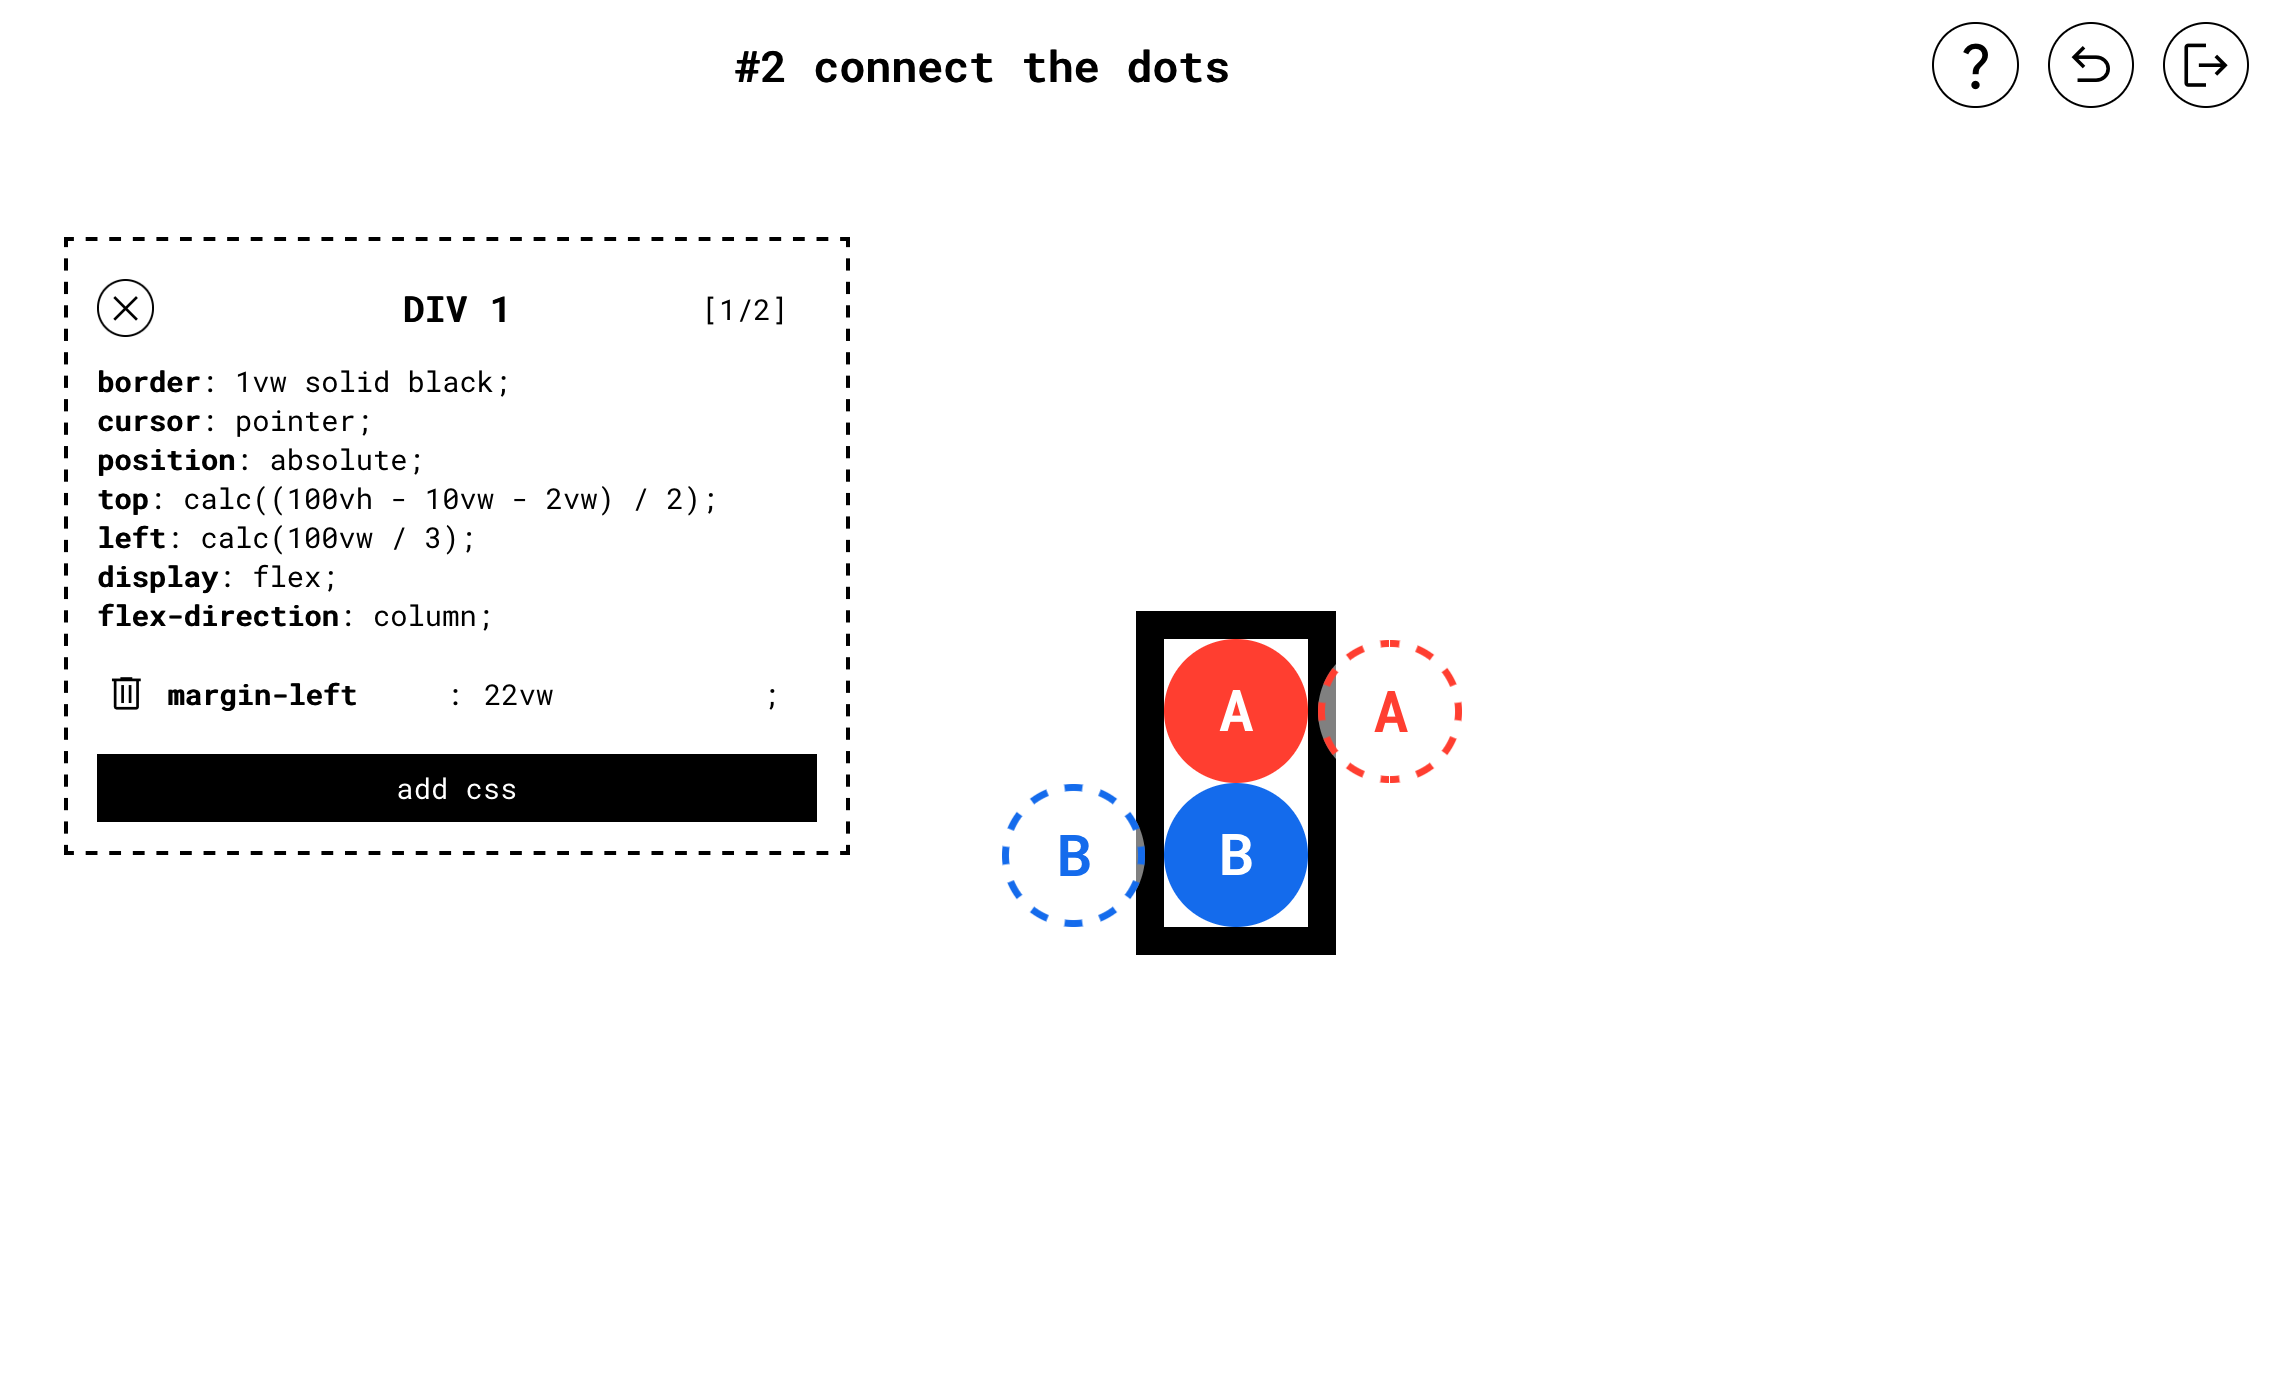 #2 connect the dots
?
DIV 1 [1/2]
border: 1vw solid black;
cursor: pointer;
position: absolute;
top: calc((100vh - 10vw - 2vw) / 2);
left: calc(100vw / 3);
display: flex;
flex-direction: column;
margin-left : 22vw ;
add css
A A
B B